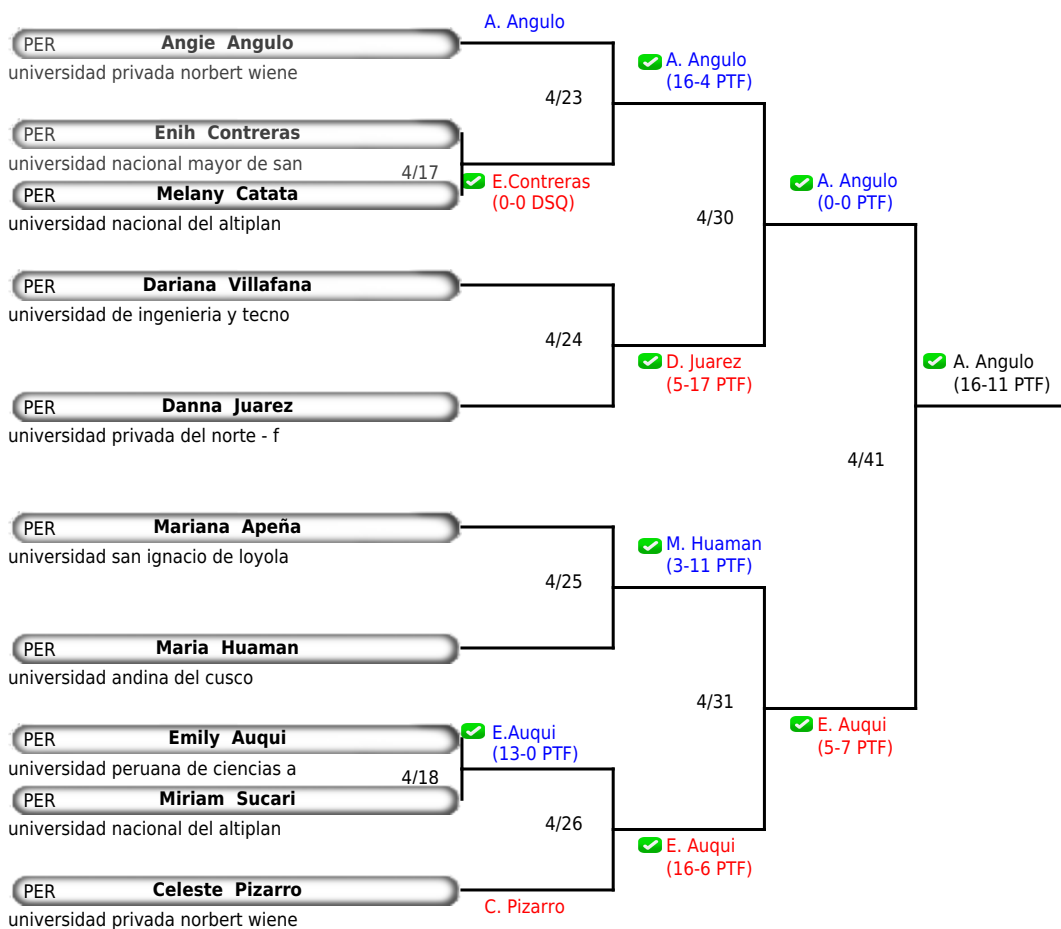 A. Angulo
PER Angie Angulo
universidad privada norbert wiene
A. Angulo
(16-4 PTF)
4/23
PER Enih Contreras
universidad nacional mayor de san
4/17
E.Contreras
(0-0 DSQ)
PER Melany Catata
universidad nacional del altiplan
A. Angulo
(0-0 PTF)
4/30
PER Dariana Villafana
universidad de ingenieria y tecno
4/24
D. Juarez
(5-17 PTF)
A. Angulo
(16-11 PTF)
PER Danna Juarez
universidad privada del norte - f
4/41
PER Mariana Apeña
universidad san ignacio de loyola
M. Huaman
(3-11 PTF)
4/25
PER Maria Huaman
universidad andina del cusco
4/31
PER Emily Auqui
universidad peruana de ciencias a
E.Auqui
(13-0 PTF)
E. Auqui
(5-7 PTF)
4/18
PER Miriam Sucari
universidad nacional del altiplan
4/26
E. Auqui
(16-6 PTF)
PER Celeste Pizarro
universidad privada norbert wiene
C. Pizarro